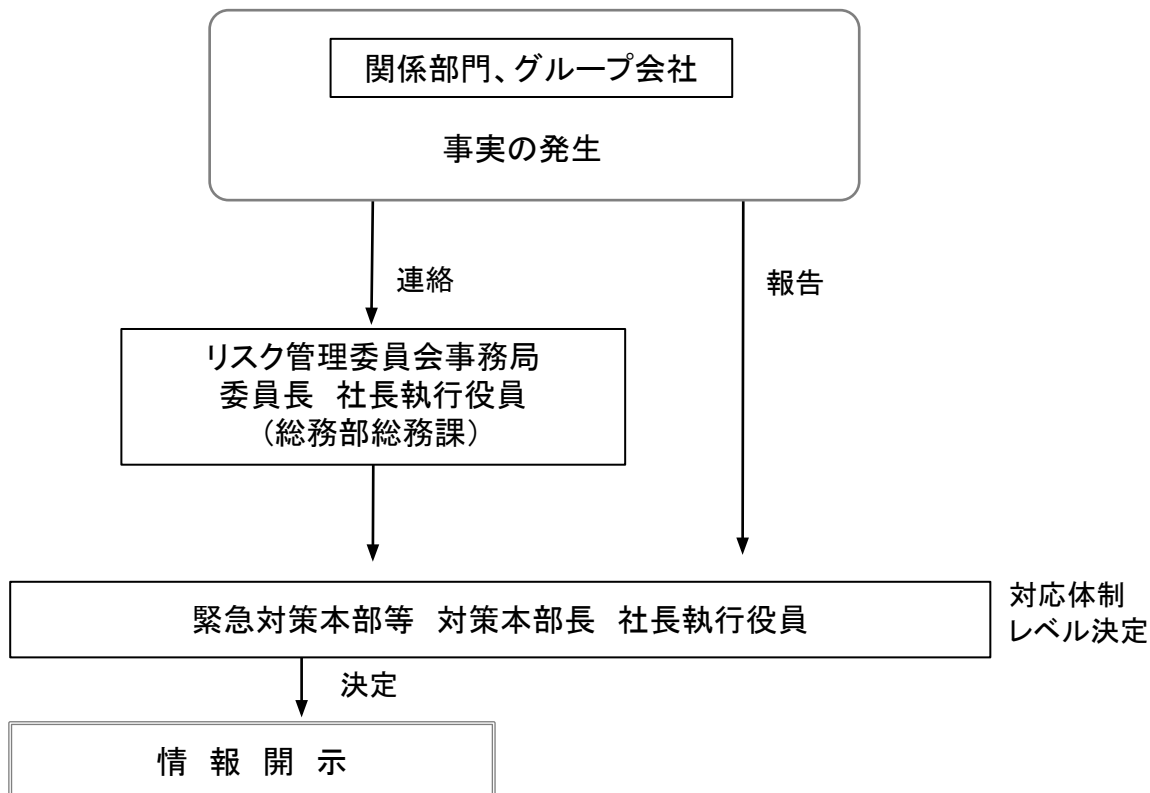 関係部門、グループ会社
事実の発生
連絡
報告
リスク管理委員会事務局
委員長　社長執行役員
（総務部総務課）
緊急対策本部等　対策本部長　社長執行役員
対応体制
レベル決定
決定
情　報　開　示